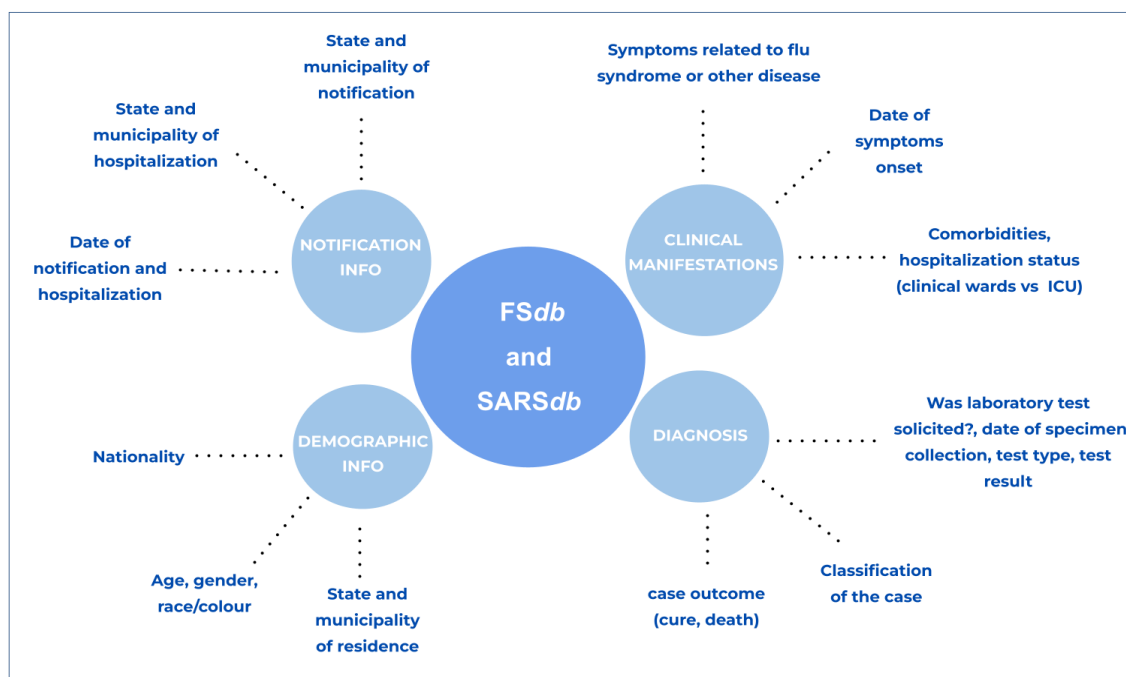 State and
municipality of
notification
State and
municipality of
hospitalization
Date of
notification and
hospitalization
NOTIFICATION
INFO
Symptoms related to flu
syndrome or other disease
Date of
symptoms
onset
Comorbidities,
hospitalization status
(clinical wards vs ICU)
CLINICAL
MANIFESTATIONS
FSdb
and
SARSdb
Nationality
Age, gender,
race/colour
State and
municipality
of residence
DEMOGRAPHIC
INFO
DIAGNOSIS
Was laboratory test
solicited?, date of specimen
collection, test type, test
result
Classification
of the case
case outcome
(cure, death)